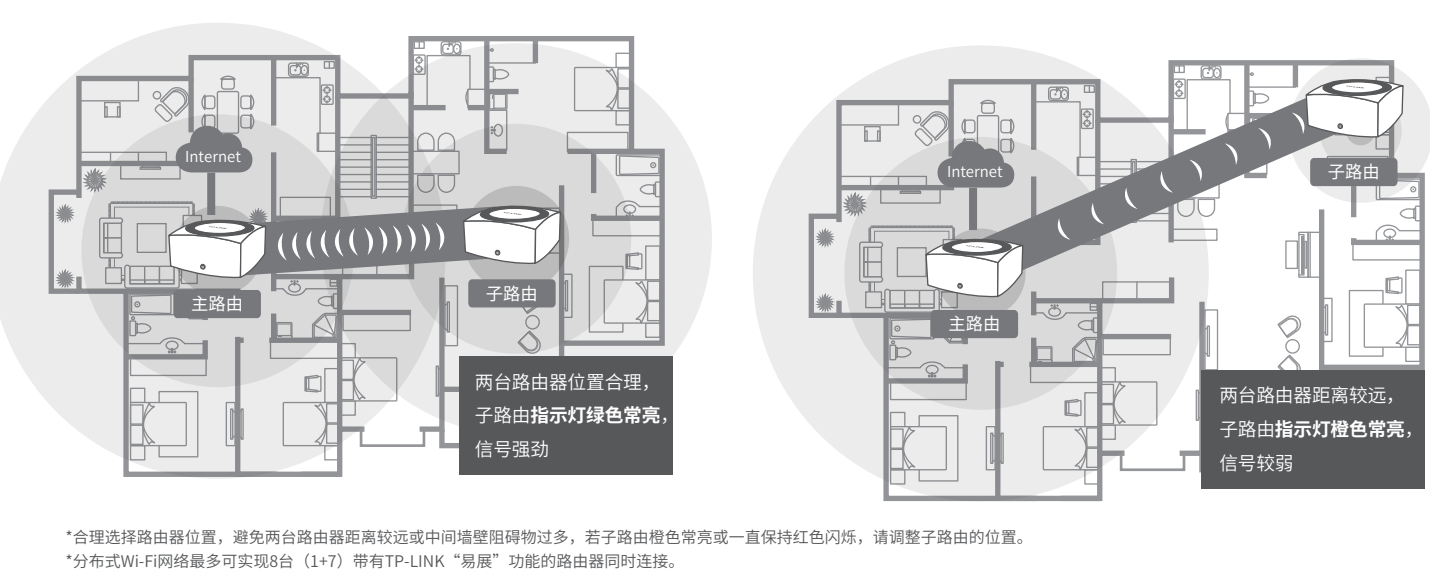 Internet
主路由
子路由
两台路由器位置合理，
子路由指示灯绿色常亮，
信号强劲
Internet
主路由
子路由
两台路由器距离较远，
子路由指示灯橙色常亮，
信号较弱
*合理选择路由器位置，避免两台路由器距离较远或中间墙壁阻碍物过多，若子路由橙色常亮或一直保持红色闪烁，请调整子路由的位置。
*分布式Wi-Fi网络最多可实现8台（1+7）带有TP-LINK“易展”功能的路由器同时连接。